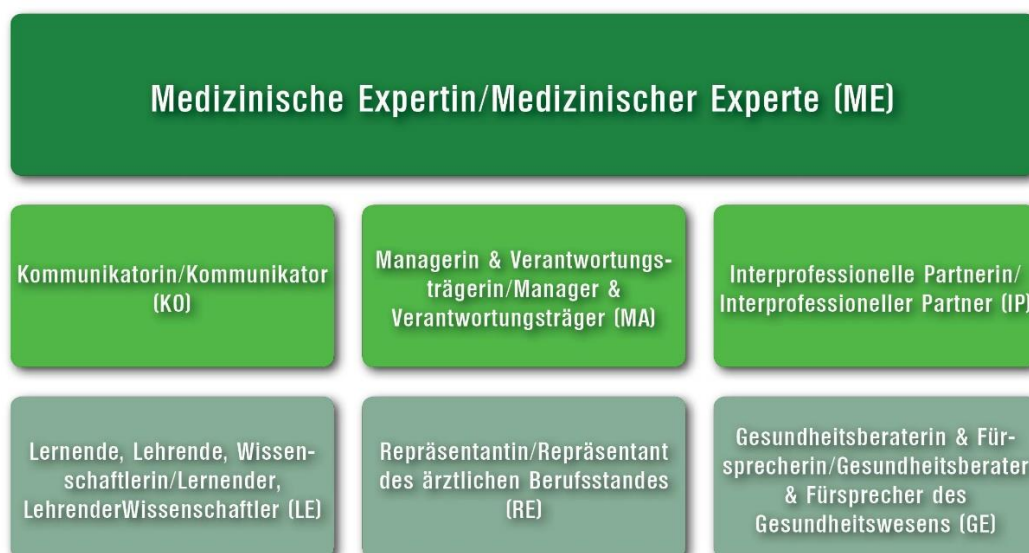 Medizinische Expertin/Medizinischer Experte (ME)
Kommunikatorin/Kommunikator
(KO)
Managerin & Verantwortungs-
trägerin/Manager &
Verantwortungsträger (MA)
Interprofessionelle Partnerin/
Interprofessioneller Partner (IP)
Lernende, Lehrende, Wissen-
schaftlerin/Lernender,
LehrenderWissenschaftler (LE)
Repräsentantin/Repräsentant
des ärztlichen Berufsstandes
(RE)
Gesundheitsberaterin & Für-
sprecherin/Gesundheitsberater
& Fürsprecher des
Gesundheitswesens (GE)